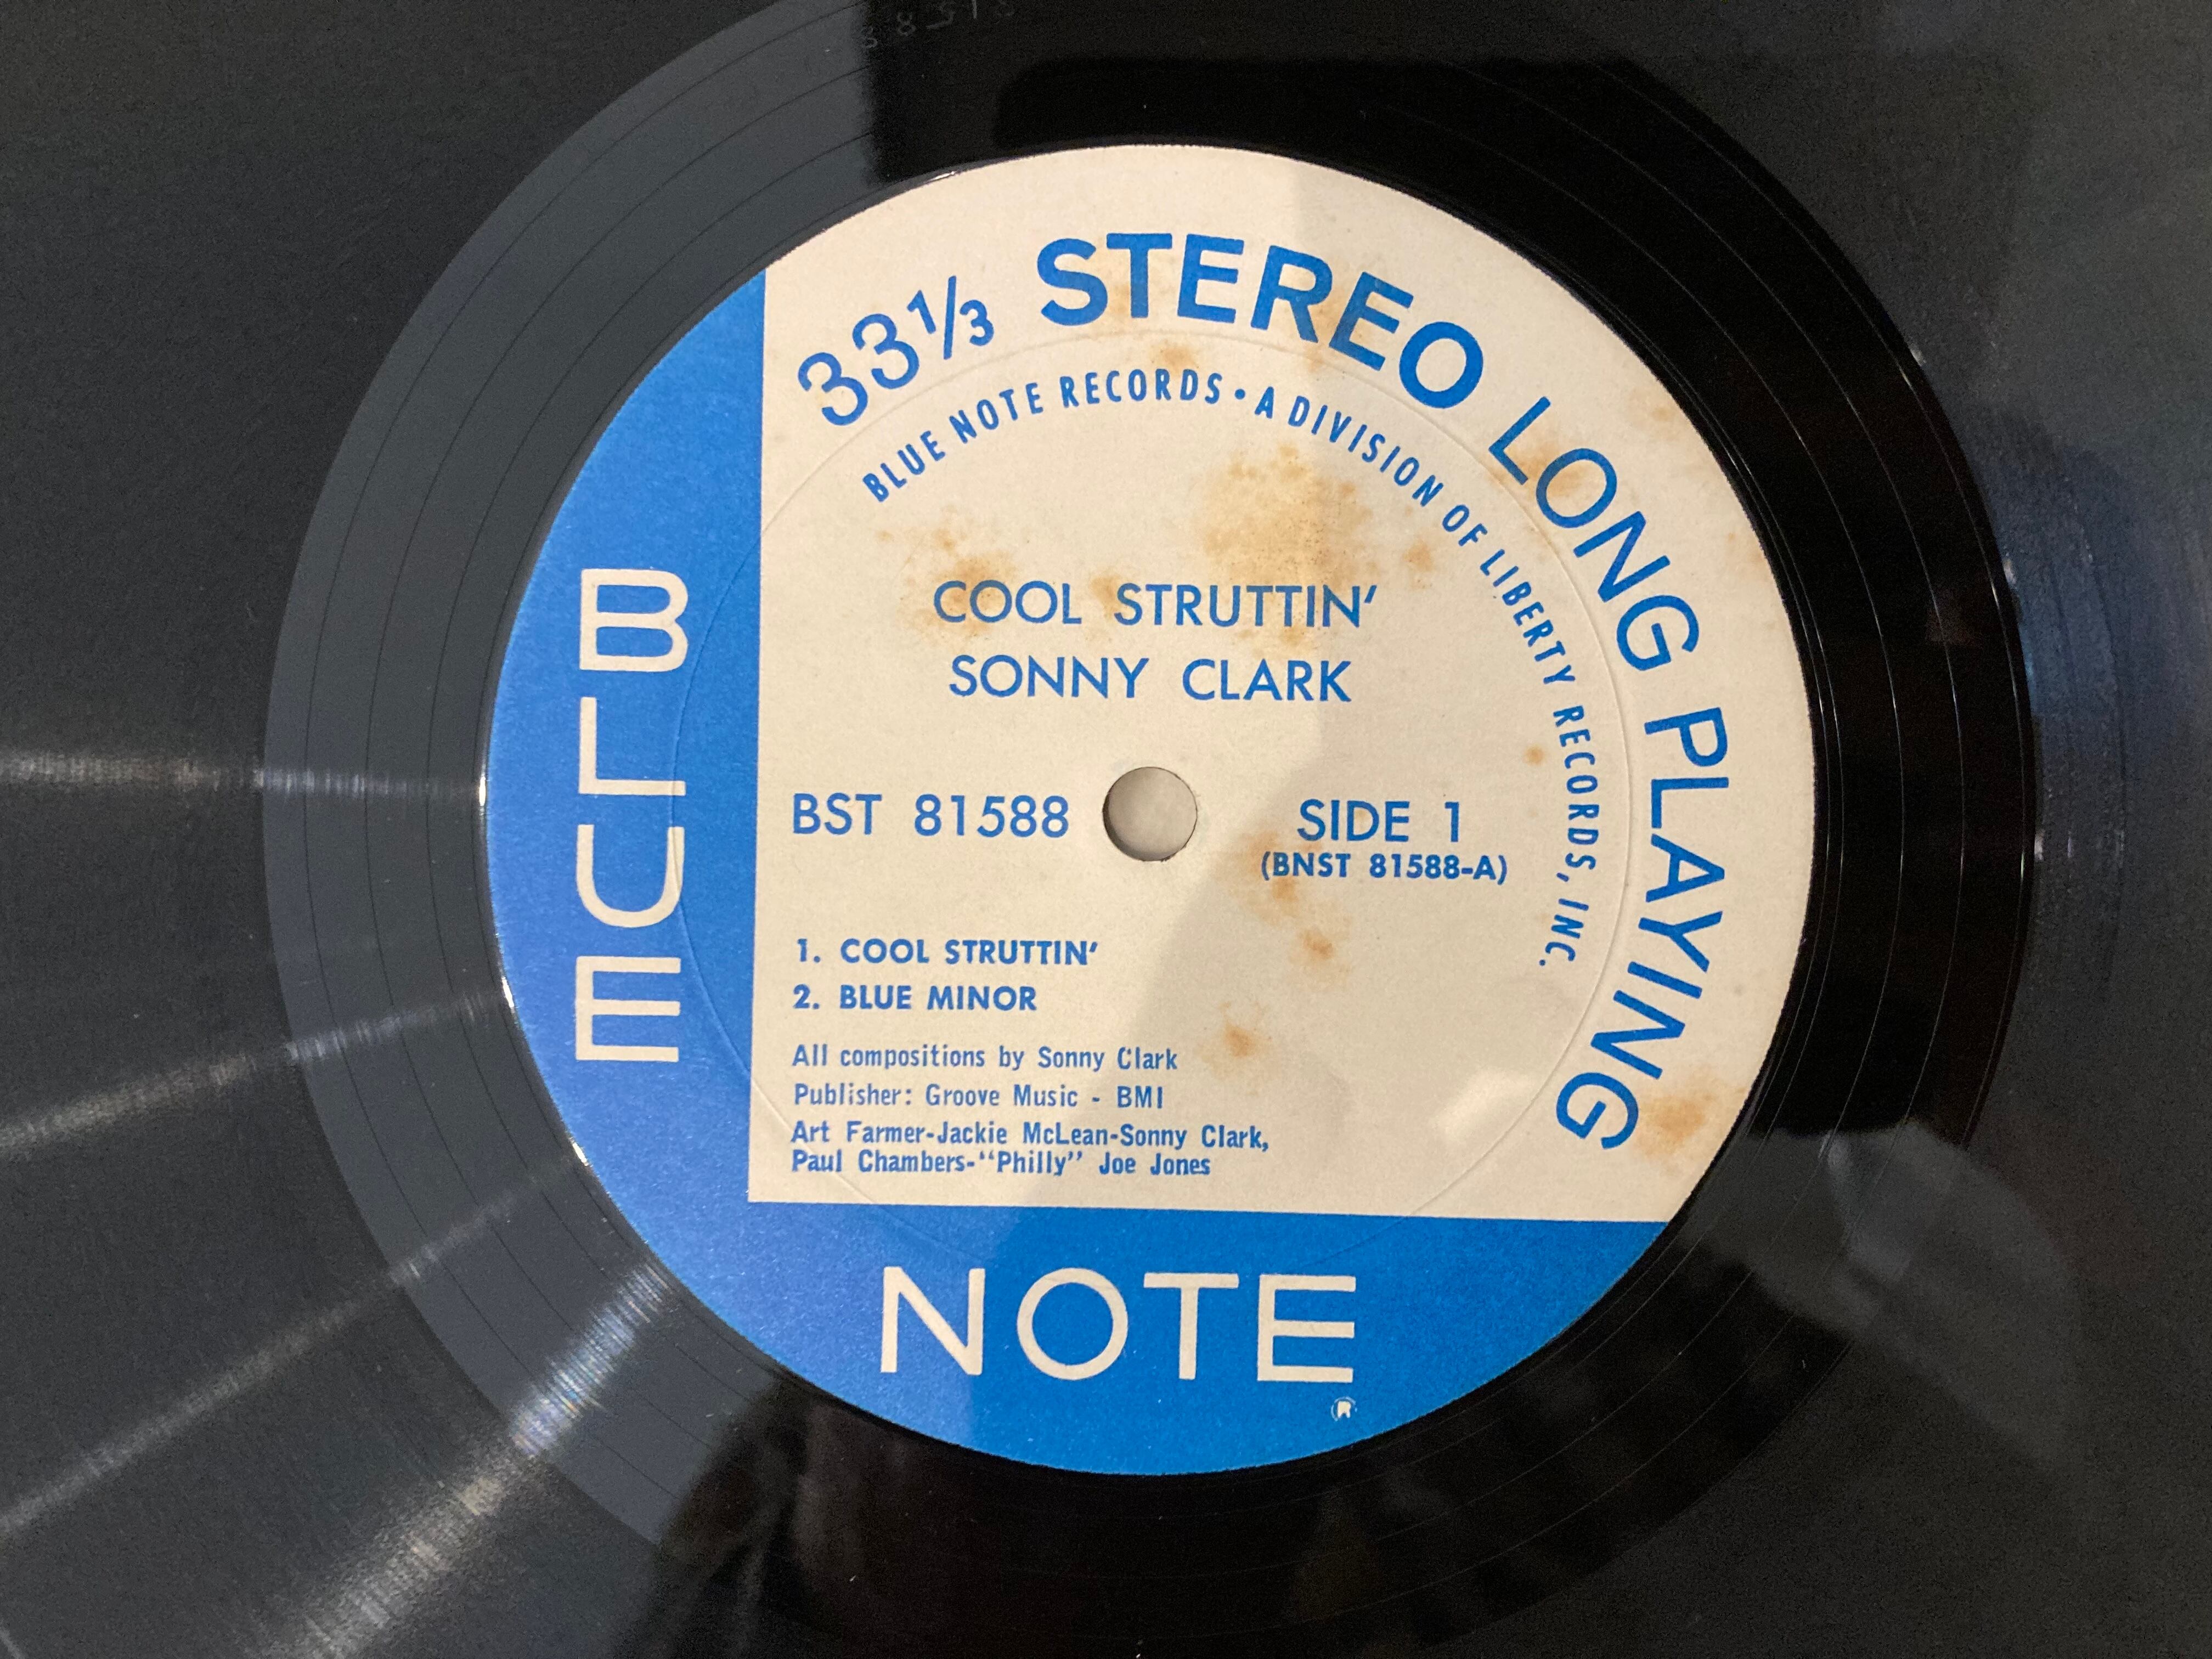 33⅓ STEREO LONG PLAYING
BLUE NOTE RECORDS • A DIVISION OF LIBERTY RECORDS, INC.
COOL STRUTTIN'
SONNY CLARK
BST 81588
SIDE 1
(BNST 81588-A)
1. COOL STRUTTIN'
2. BLUE MINOR
All compositions by Sonny Clark
Publisher: Groove Music - BMI
Art Farmer-Jackie McLean-Sonny Clark,
Paul Chambers-"Philly" Joe Jones
BLUE
NOTE
®